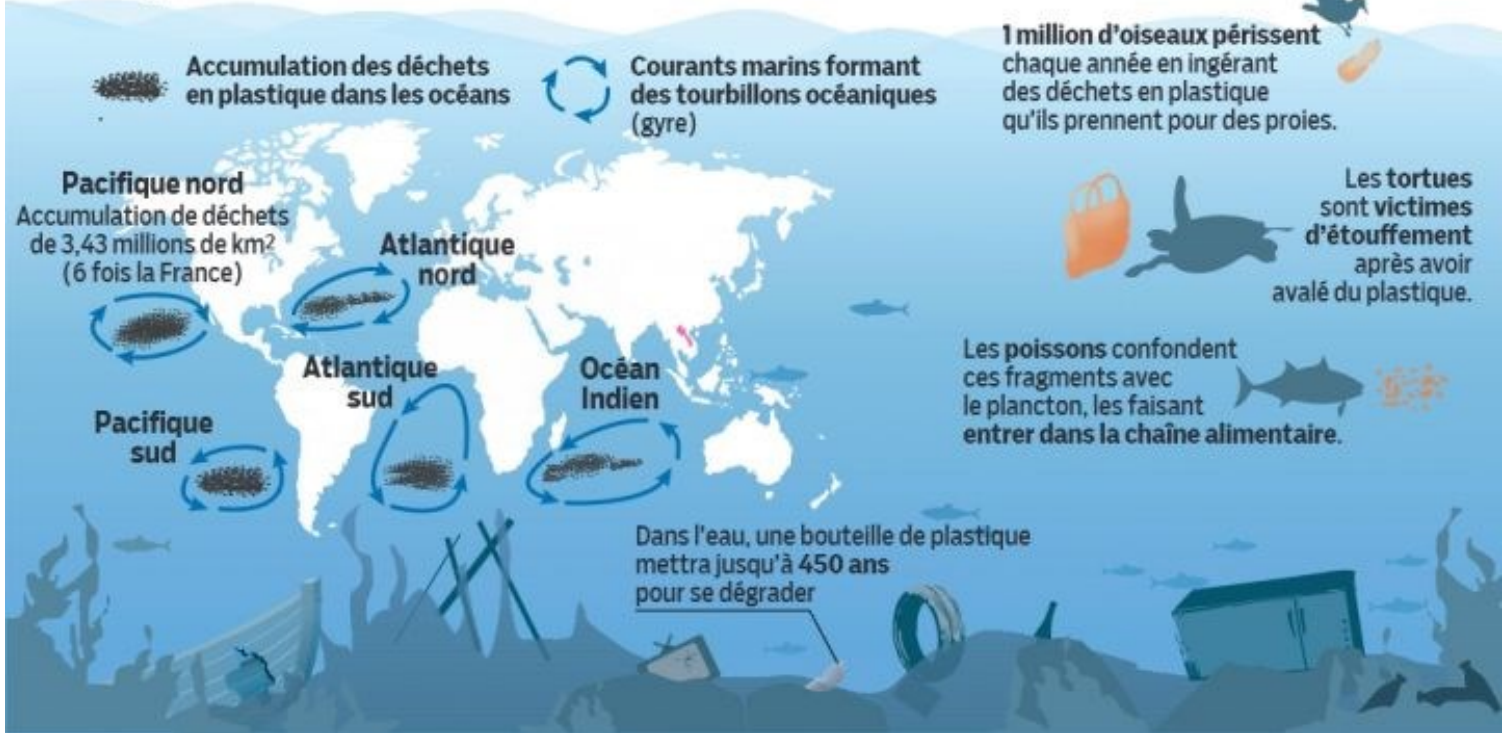 Accumulation des déchets
en plastique dans les océans
Courants marins formant
des tourbillons océaniques
(gyre)
1 million d'oiseaux périssent
chaque année en ingérant
des déchets en plastique
qu'ils prennent pour des proies.
Pacifique nord
Accumulation de déchets
de 3,43 millions de km²
(6 fois la France)
Atlantique
nord
Les tortues
sont victimes
d'étouffement
après avoir
avalé du plastique.
Atlantique
sud
Océan
Indien
Pacifique
sud
Les poissons confondent
ces fragments avec
le plancton, les faisant
entrer dans la chaîne alimentaire.
Dans l'eau, une bouteille de plastique
mettra jusqu'à 450 ans
pour se dégrader